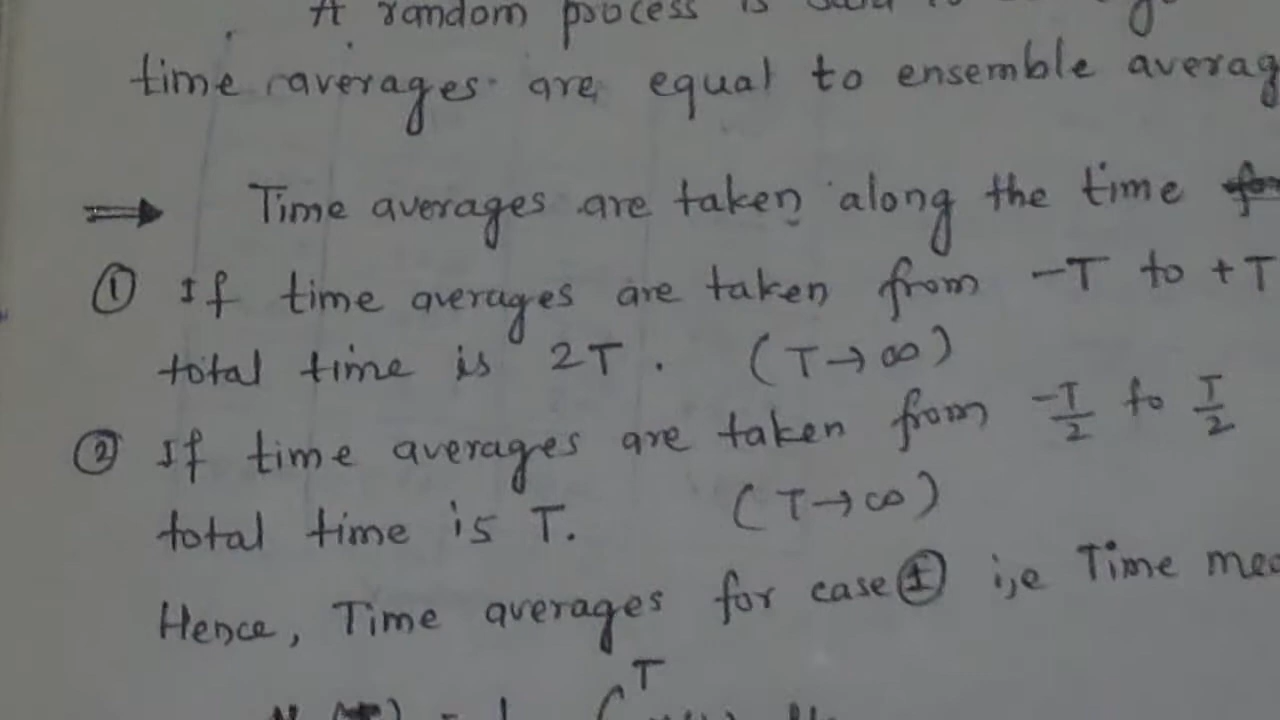 A random process is said to
time averages are equal to ensemble averag
⇒ Time averages are taken along the time
① If time averages are taken from -T to +T
total time is 2T. (T→∞)
② If time averages are taken from -T/2 to T/2
total time is T. (T→∞)
Hence, Time averages for case ① i,e Time mea
T